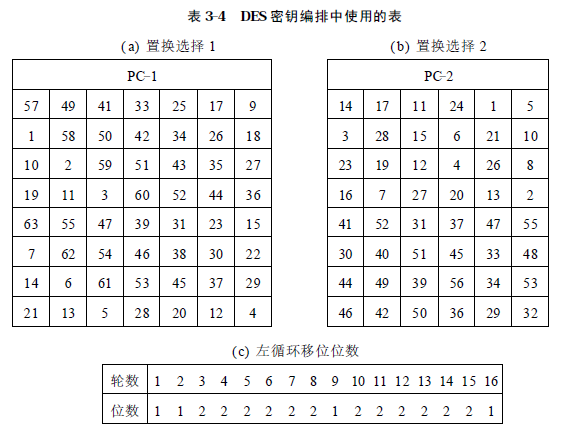 表 3-4 DES 密钥编排中使用的表
(a) 置换选择 1
PC-1
57 49 41 33 25 17 9
1 58 50 42 34 26 18
10 2 59 51 43 35 27
19 11 3 60 52 44 36
63 55 47 39 31 23 15
7 62 54 46 38 30 22
14 6 61 53 45 37 29
21 13 5 28 20 12 4
(b) 置换选择 2
PC-2
14 17 11 24 1 5
3 28 15 6 21 10
23 19 12 4 26 8
16 7 27 20 13 2
41 52 31 37 47 55
30 40 51 45 33 48
44 49 39 56 34 53
46 42 50 36 29 32
(c) 左循环移位位数
轮数 1 2 3 4 5 6 7 8 9 10 11 12 13 14 15 16
位数 1 1 2 2 2 2 2 2 1 2 2 2 2 2 2 1